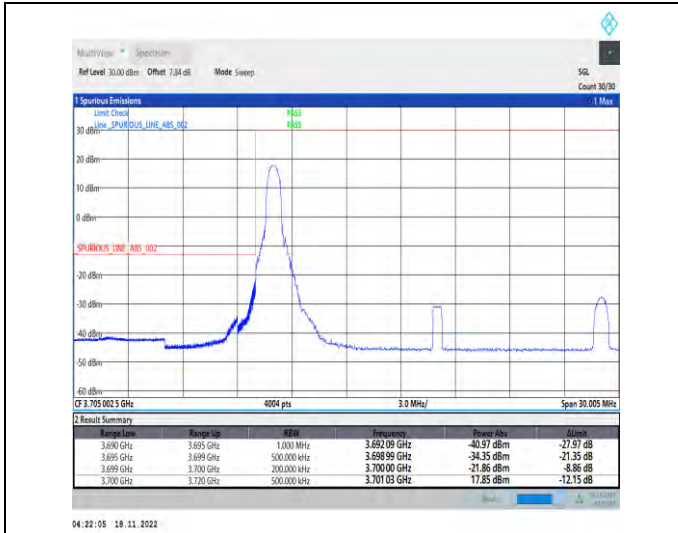 MultiView Spectrum
Ref Level 30.00 dBm Offset 7.84 dB Mode Sweep SGL
Count 30/30
1 Spurious Emissions 1 Max
Limit Check PASS
Line _SPURIOUS_LINE_ABS_002 PASS
30 dBm
20 dBm
10 dBm
0 dBm
SPURIOUS_LINE_ABS_002
-20 dBm
-30 dBm
-40 dBm
-50 dBm
-60 dBm
CF 3.705 002 5 GHz 4004 pts 3.0 MHz/ Span 30.005 MHz
2 Result Summary
Range Low Range Up RBW Frequency Power Abs ΔLimit
3.690 GHz 3.695 GHz 1.000 MHz 3.692 09 GHz -40.97 dBm -27.97 dB
3.695 GHz 3.699 GHz 500.000 kHz 3.698 99 GHz -34.35 dBm -21.35 dB
3.699 GHz 3.700 GHz 200.000 kHz 3.700 00 GHz -21.86 dBm -8.86 dB
3.700 GHz 3.720 GHz 500.000 kHz 3.701 03 GHz 17.85 dBm -12.15 dB
04:22:05 18.11.2022